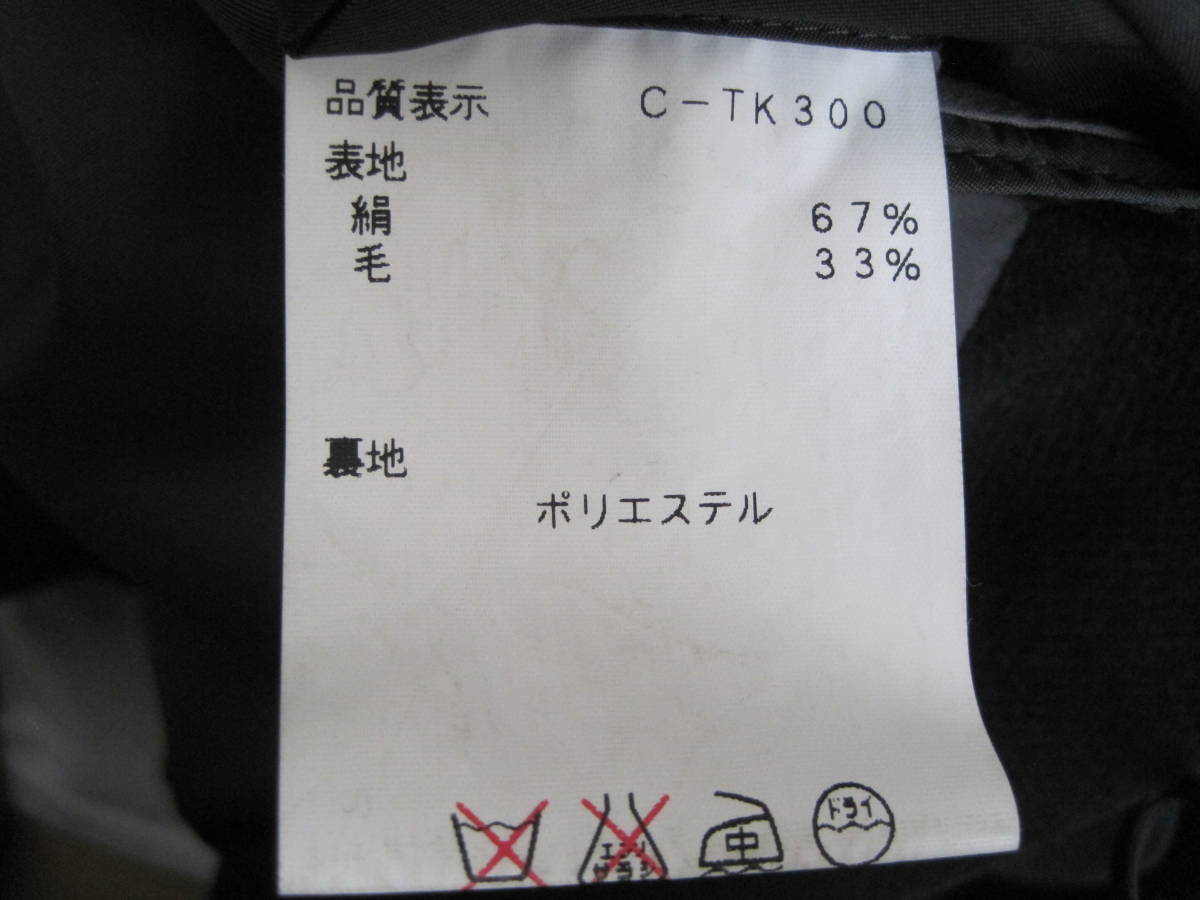 品質表示 C-TK300
表地
絹 67%
毛 33%
裏地
ポリエステル
中 ドライ